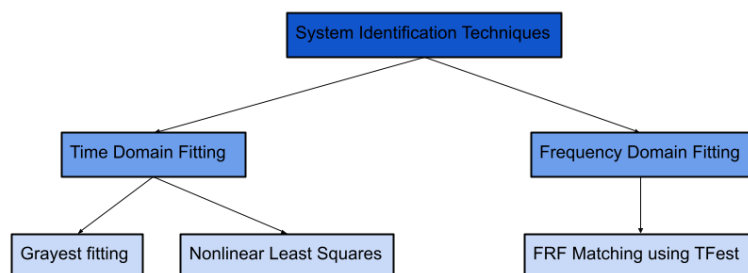 System Identification Techniques
Time Domain Fitting
Frequency Domain Fitting
Grayest fitting
Nonlinear Least Squares
FRF Matching using TFest